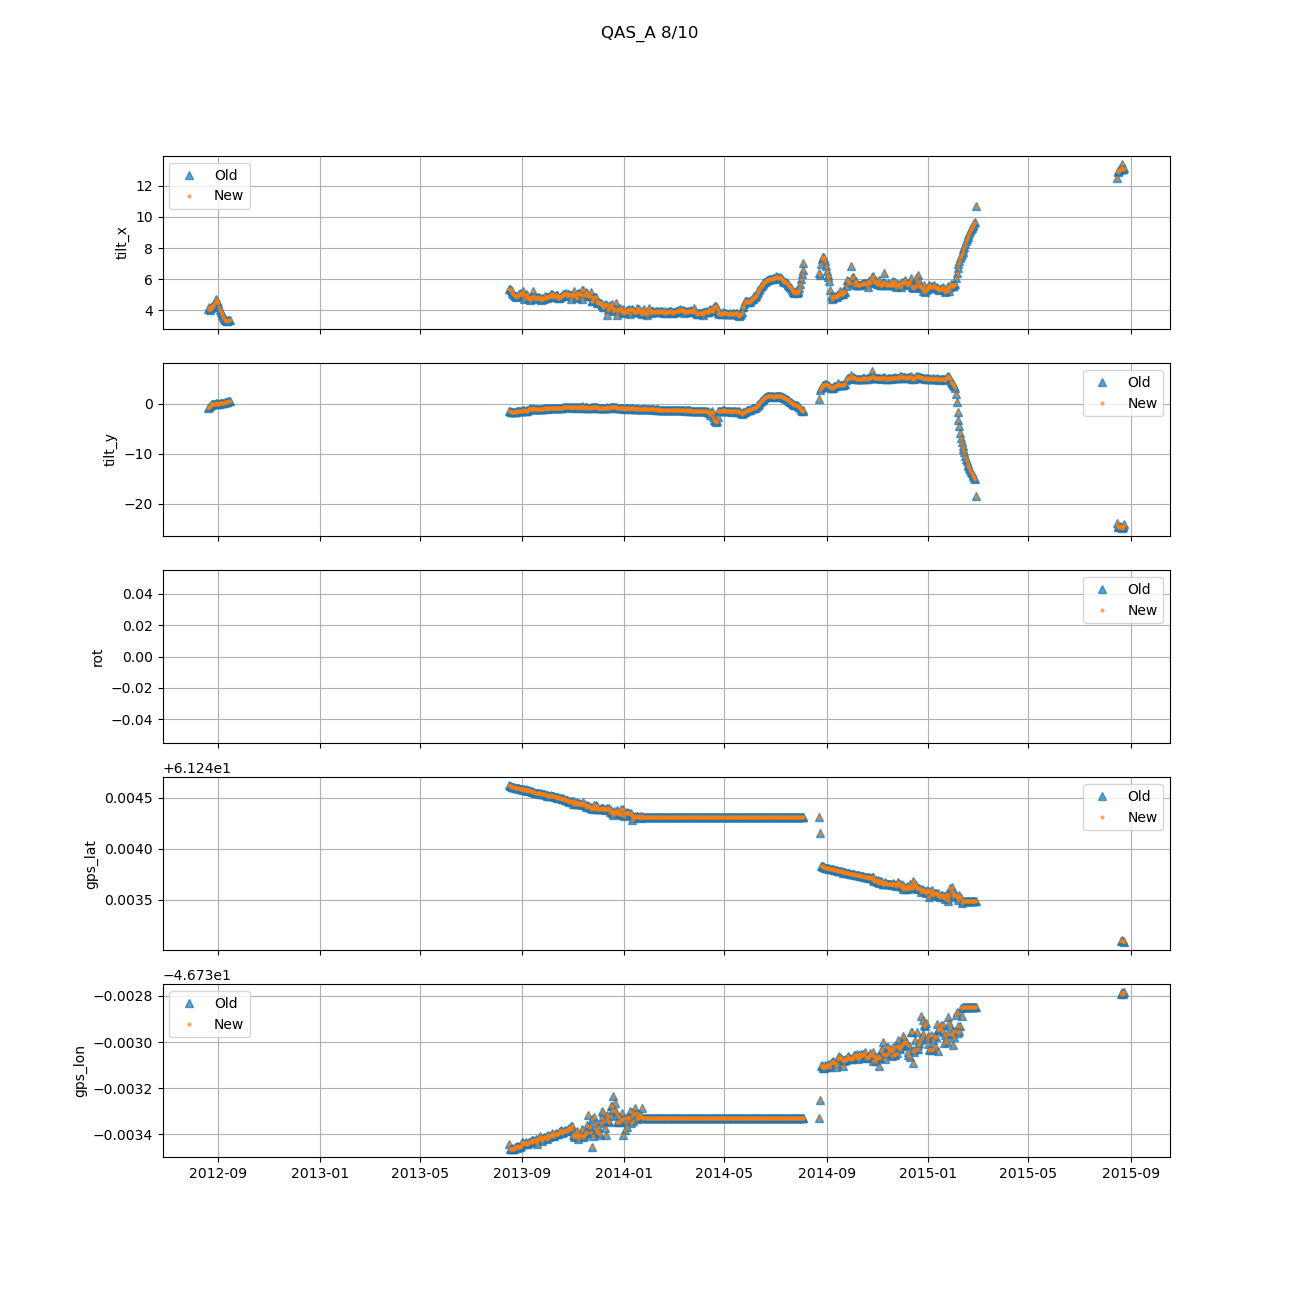 QAS_A 8/10
Old
New
12
10
8
6
4
tilt_x
Old
New
0
−10
−20
tilt_y
Old
New
0.04
0.02
0.00
−0.02
−0.04
rot
+6.124e1
Old
New
0.0045
0.0040
0.0035
gps_lat
−4.673e1
Old
New
−0.0028
−0.0030
−0.0032
−0.0034
gps_lon
2012-09 2013-01 2013-05 2013-09 2014-01 2014-05 2014-09 2015-01 2015-05 2015-09